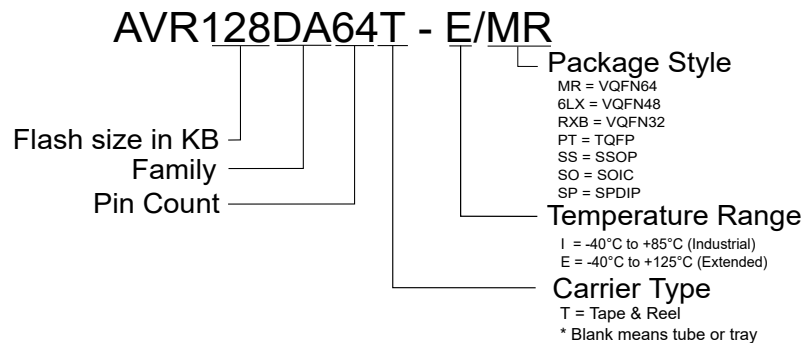 AVR128DA64T - E/MR
Package Style
MR = VQFN64
6LX = VQFN48
RXB = VQFN32
PT = TQFP
SS = SSOP
SO = SOIC
SP = SPDIP
Flash size in KB
Family
Pin Count
Temperature Range
I = -40°C to +85°C (Industrial)
E = -40°C to +125°C (Extended)
Carrier Type
T = Tape & Reel
* Blank means tube or tray